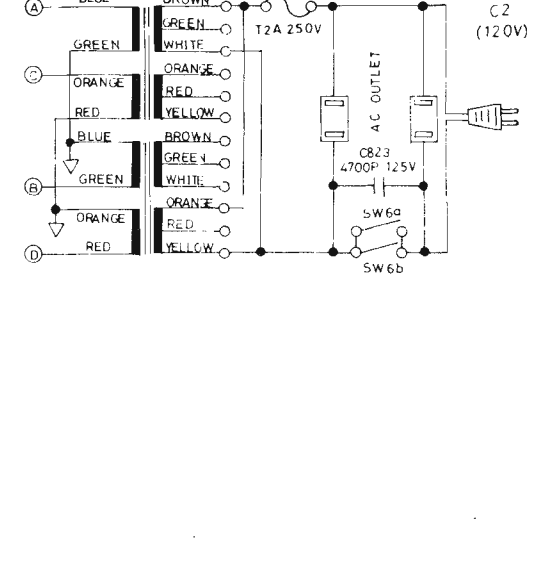 A BLUE BROWN
GREEN
T2A 250V
C2
(120V)
GREEN WHITE
C ORANGE ORANGE
RED
RED YELLOW
AC OUTLET
BLUE BROWN
GREEN
C823
4700P 125V
B GREEN WHITE
ORANGE ORANGE
RED
SW6a
D RED YELLOW
SW6b